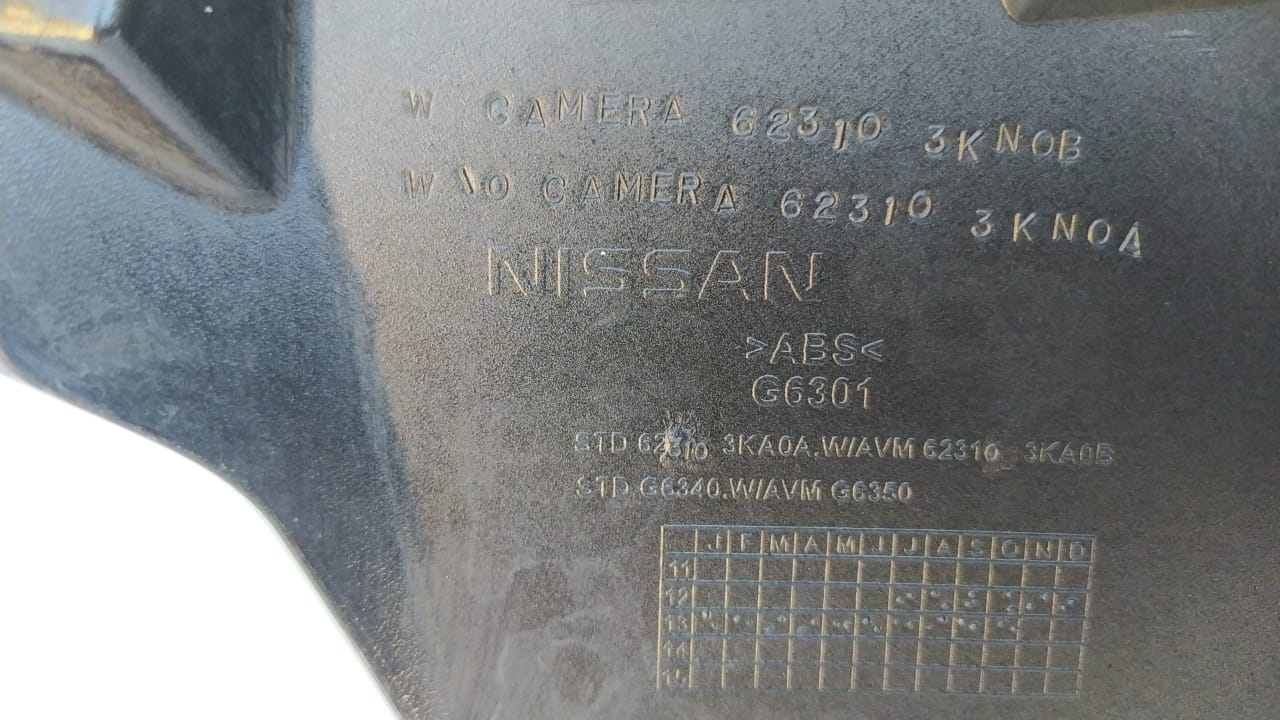 W CAMERA 62310 3KN0B
W\O CAMERA 62310 3KN0A
NISSAN
>ABS<
G6301
STD 62310 3KA0A.W/AVM 62310 3KA0B
STD G6340.W/AVM G6350
J F M A M J J A S O N D
11
12
13
14
15